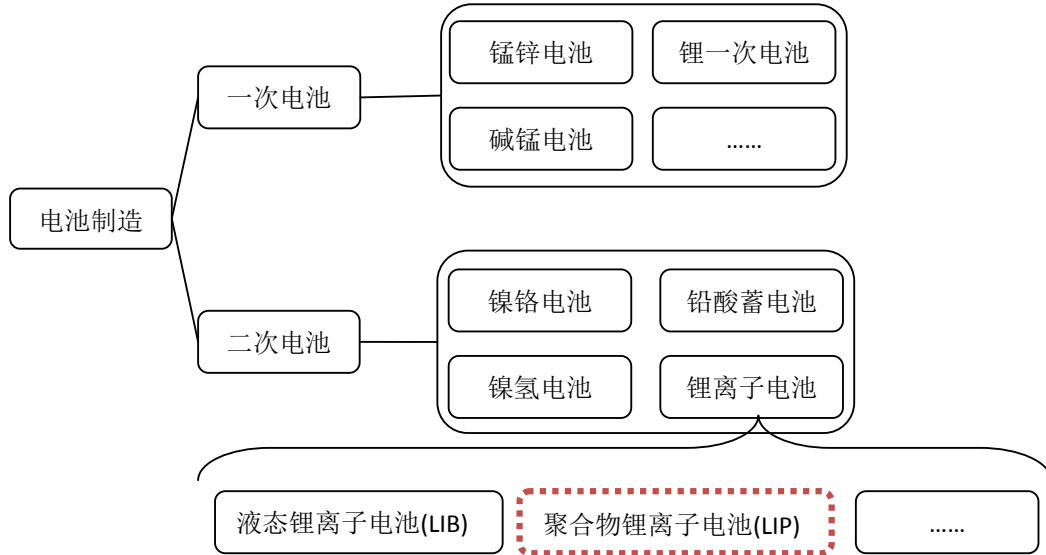 锰锌电池
锂一次电池
一次电池
碱锰电池
……
电池制造
镍铬电池
铅酸蓄电池
二次电池
镍氢电池
锂离子电池
液态锂离子电池(LIB)
聚合物锂离子电池(LIP)
……